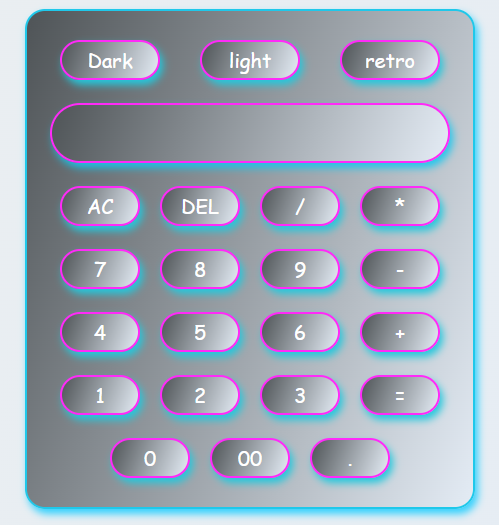 Dark light retro
AC DEL / *
7 8 9 -
4 5 6 +
1 2 3 =
0 00 .